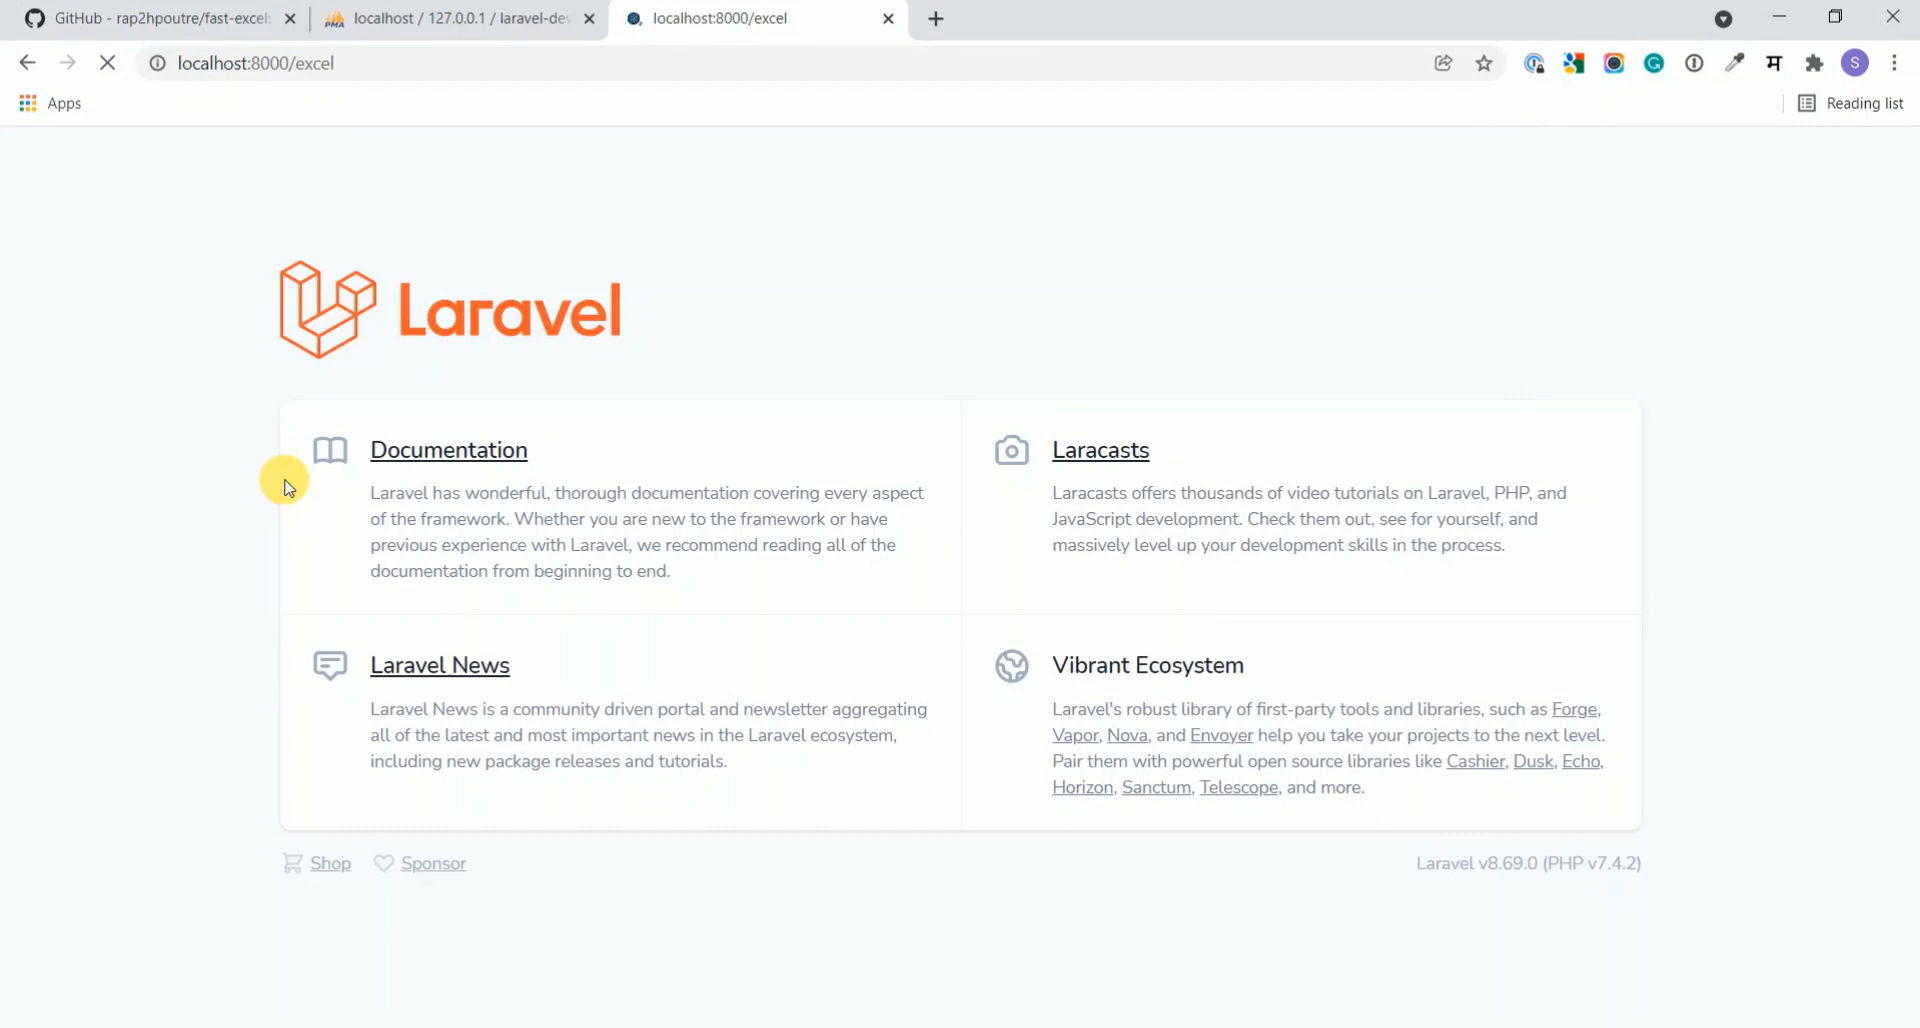 GitHub - rap2hpoutre/fast-excel:
localhost / 127.0.0.1 / laravel-dev
localhost:8000/excel
localhost:8000/excel
S
Apps
Reading list
Laravel
Documentation
Laravel has wonderful, thorough documentation covering every aspect
of the framework. Whether you are new to the framework or have
previous experience with Laravel, we recommend reading all of the
documentation from beginning to end.
Laracasts
Laracasts offers thousands of video tutorials on Laravel, PHP, and
JavaScript development. Check them out, see for yourself, and
massively level up your development skills in the process.
Laravel News
Laravel News is a community driven portal and newsletter aggregating
all of the latest and most important news in the Laravel ecosystem,
including new package releases and tutorials.
Vibrant Ecosystem
Laravel's robust library of first-party tools and libraries, such as Forge,
Vapor, Nova, and Envoyer help you take your projects to the next level.
Pair them with powerful open source libraries like Cashier, Dusk, Echo,
Horizon, Sanctum, Telescope, and more.
Shop
Sponsor
Laravel v8.69.0 (PHP v7.4.2)